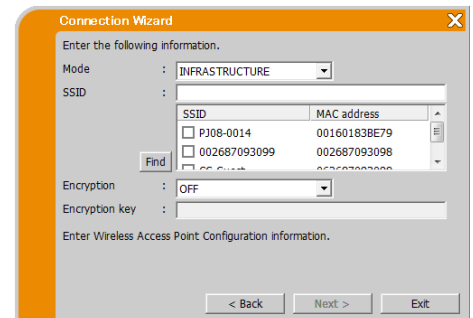 Connection Wizard
Enter the following information.
Mode : INFRASTRUCTURE
SSID :
SSID MAC address
PJ08-0014 00160183BE79
002687093099 002687093098
Find
Encryption : OFF
Encryption key :
Enter Wireless Access Point Configuration information.
< Back Next > Exit